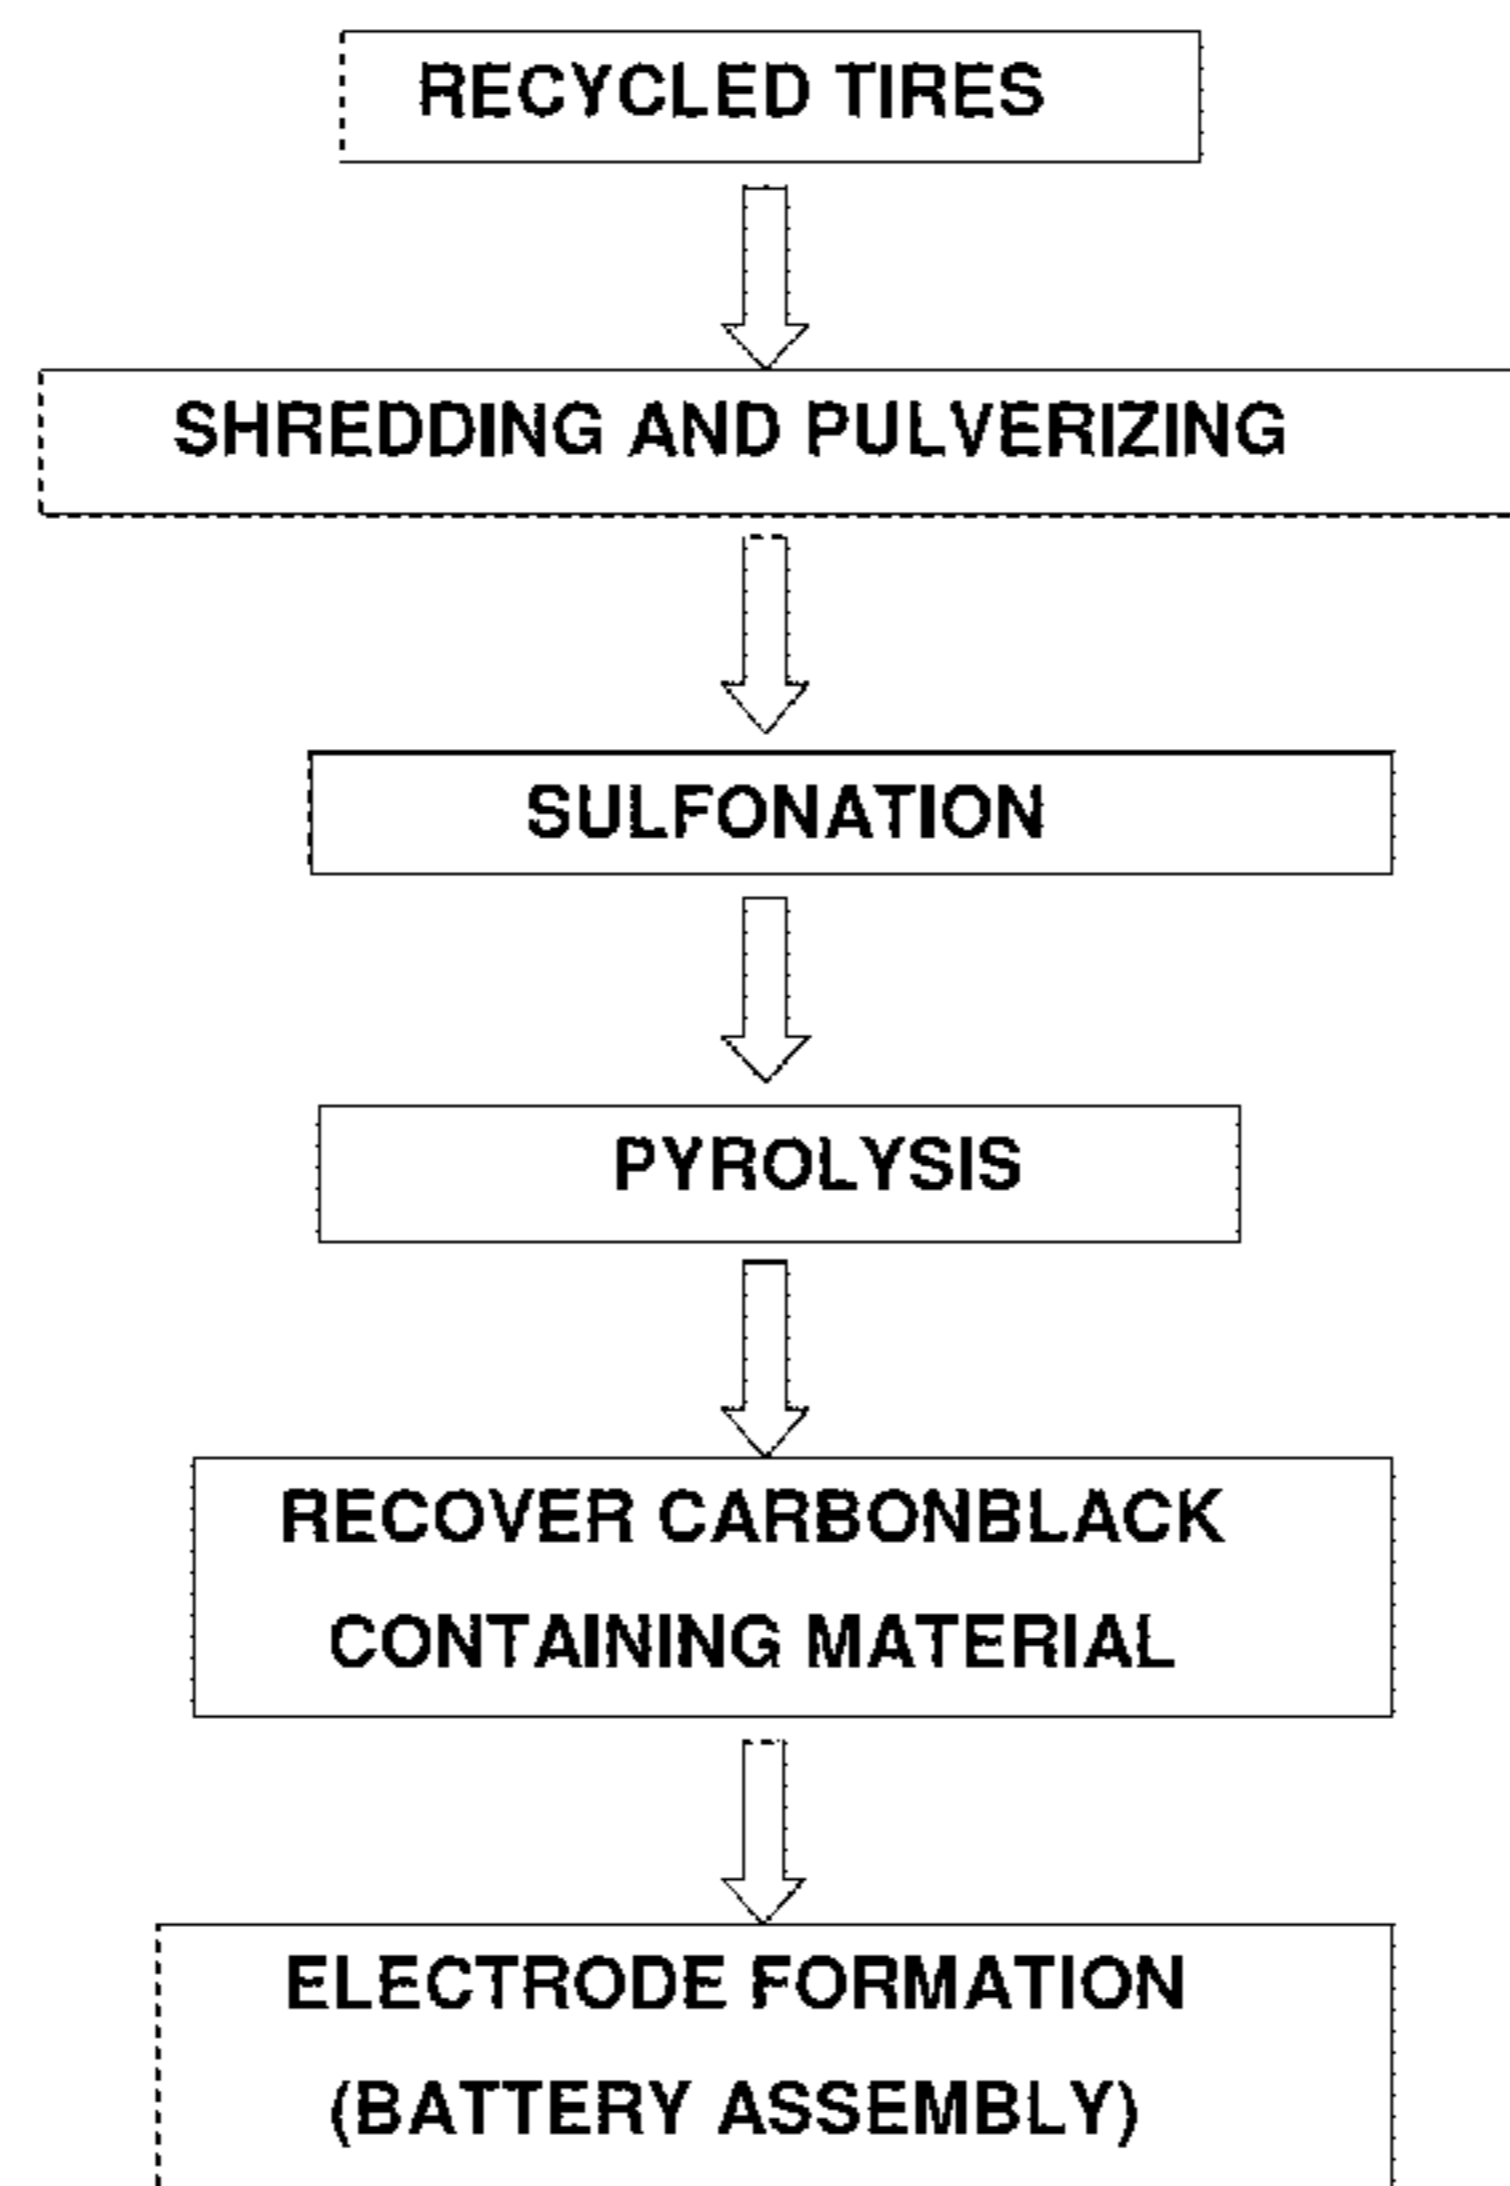 RECYCLED TIRES
SHREDDING AND PULVERIZING
SULFONATION
PYROLYSIS
RECOVER CARBONBLACK
CONTAINING MATERIAL
ELECTRODE FORMATION
(BATTERY ASSEMBLY)